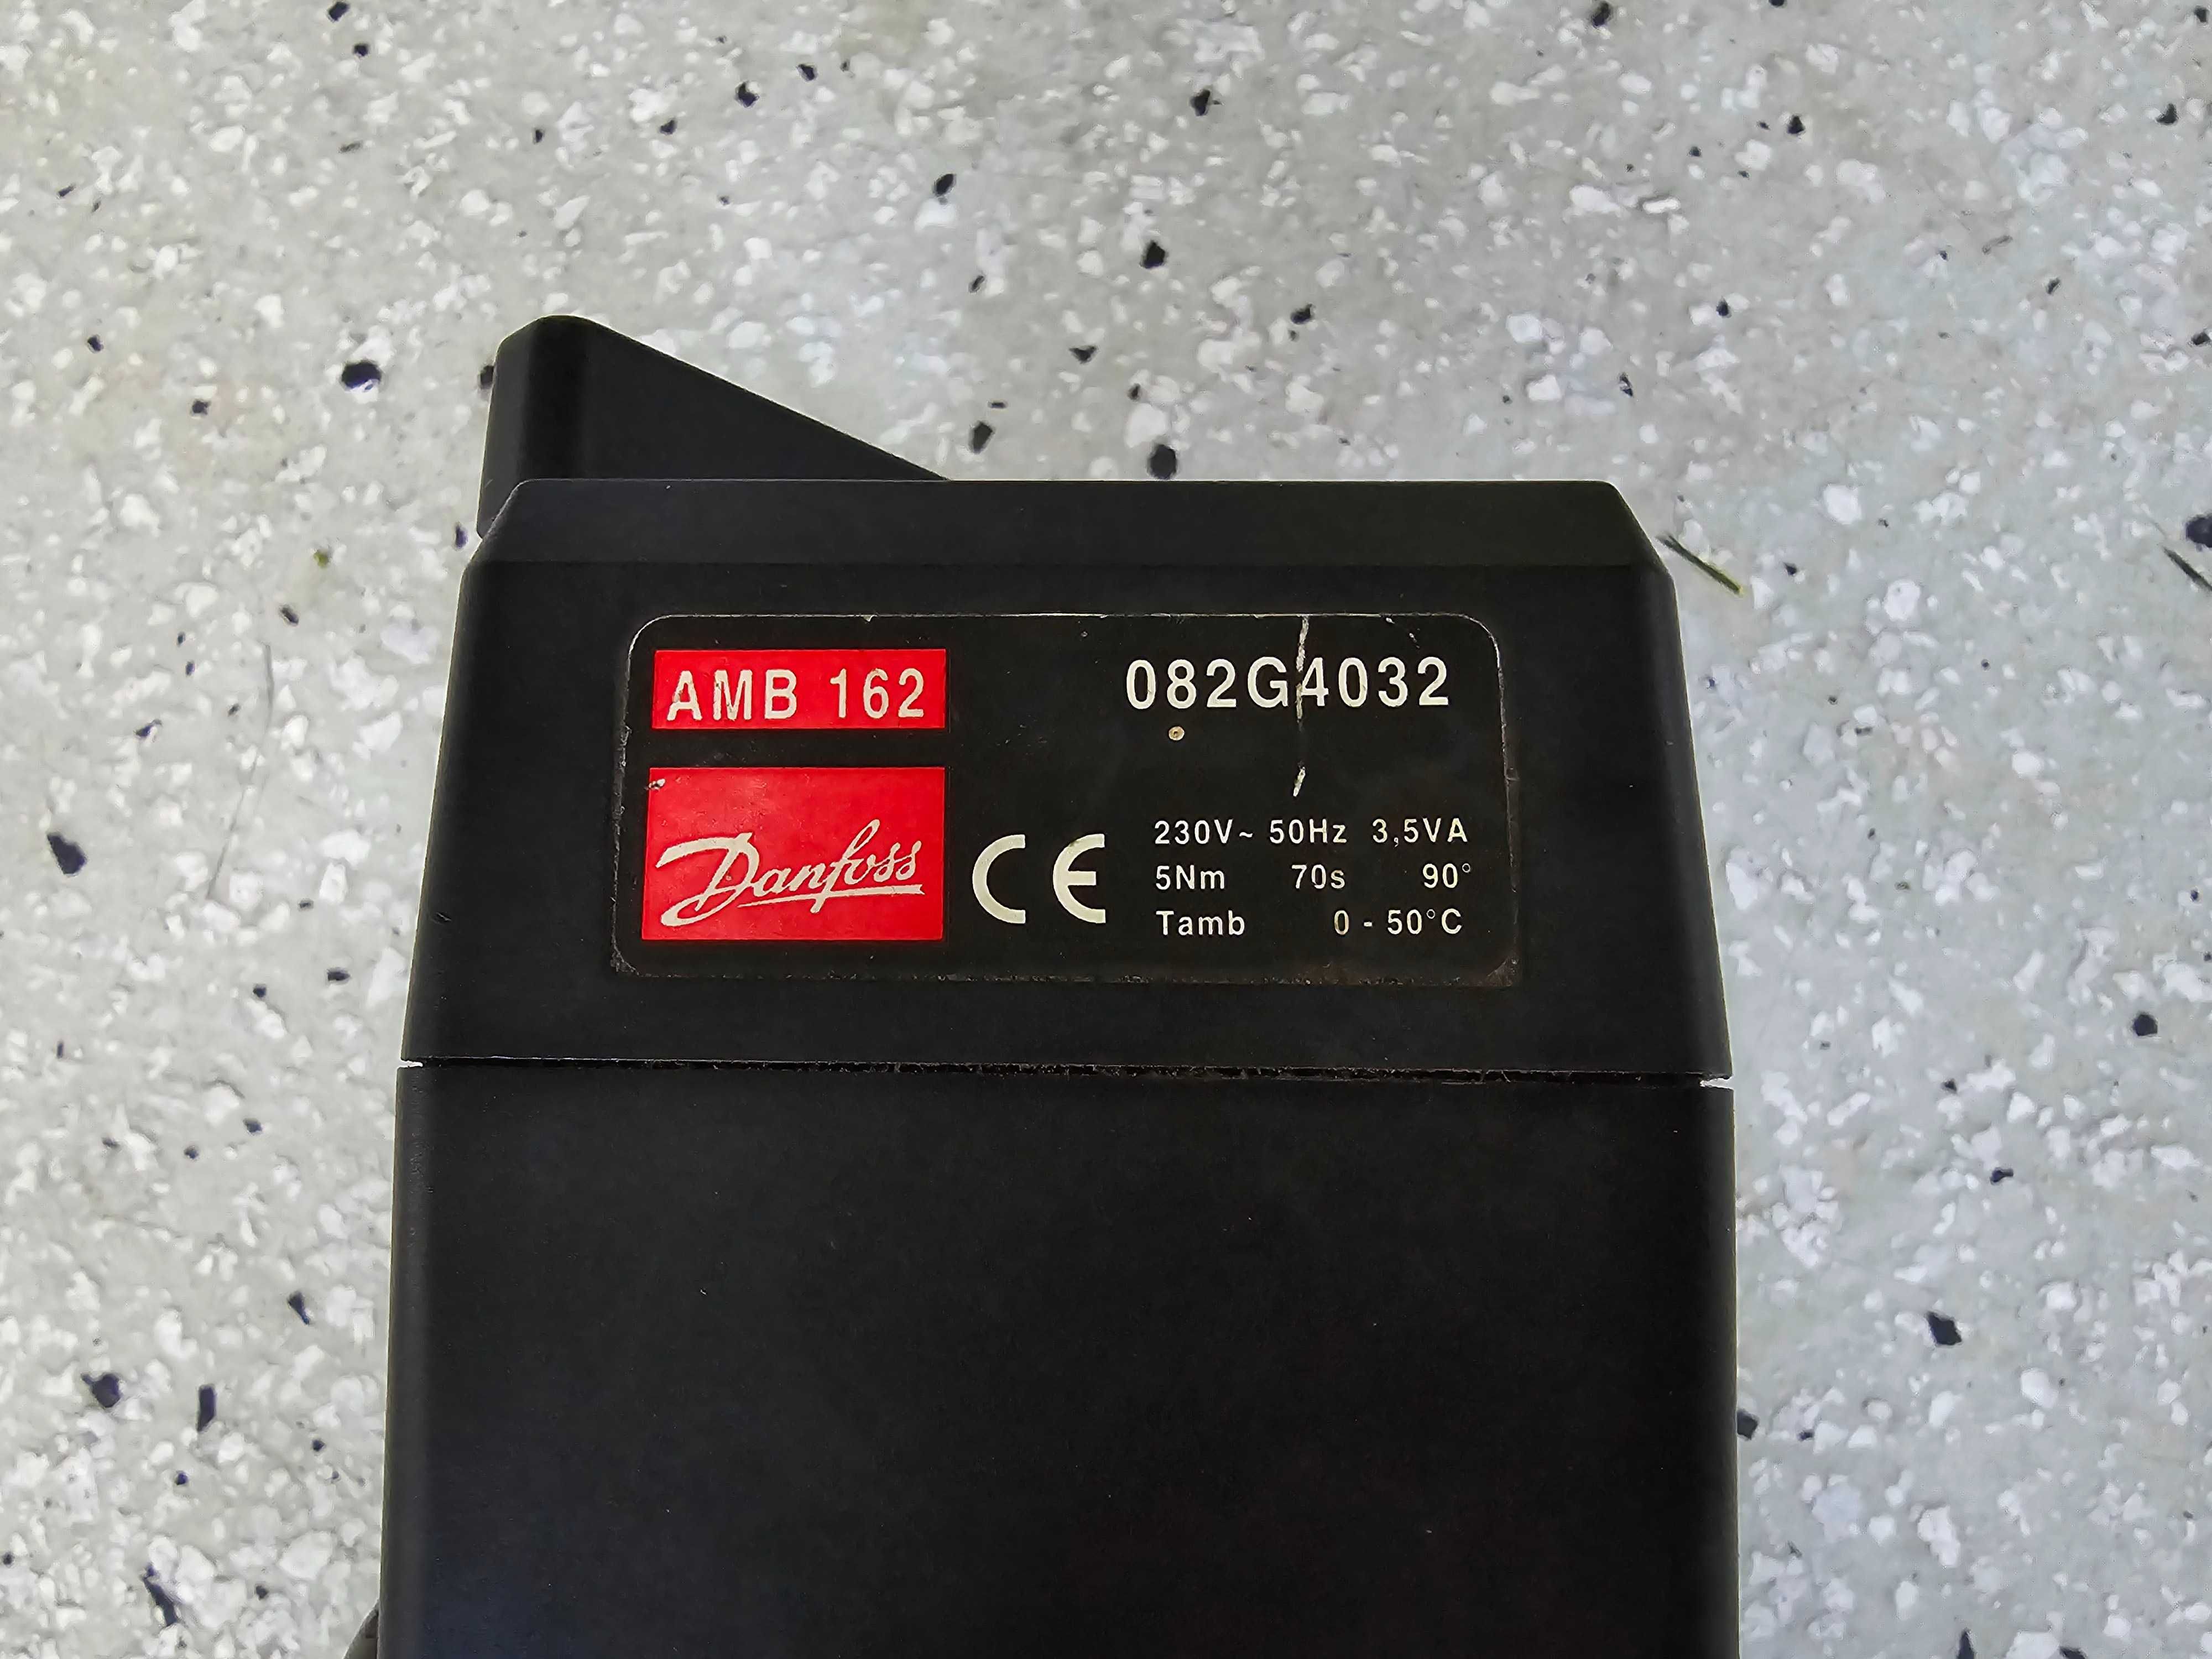 AMB 162
082G4032
Danfoss
CE
230V~ 50Hz 3,5VA
5Nm 70s 90°
Tamb 0 - 50°C